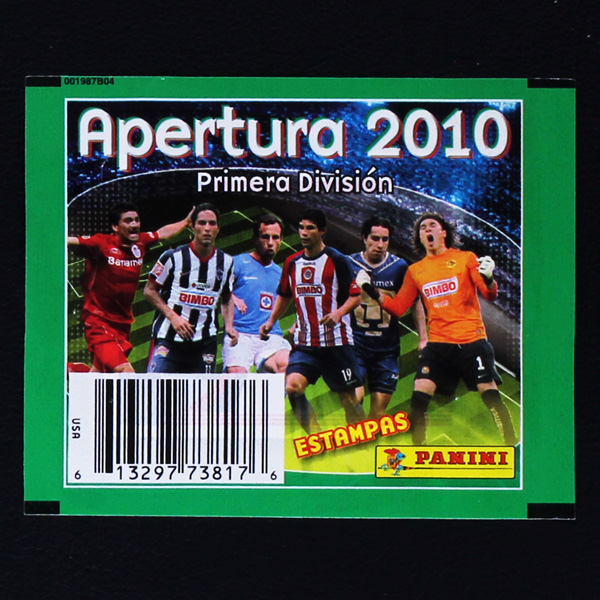 001987B04
Apertura 2010
Primera División
Banamex
BIMBO
BIMBO
BIMBO
19
1
ESTAMPAS
PANINI
USA
6 13297 73817 6